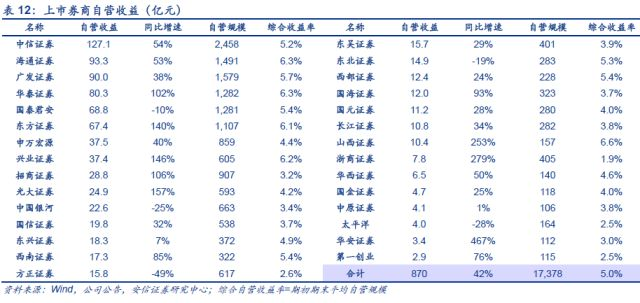 表 12：上市券商自营收益（亿元）
名称 自营收益 同比增速 自营规模 综合收益率 名称 自营收益 同比增速 自营规模 综合收益率
中信证券 127.1 54% 2,458 5.2% 东吴证券 15.7 29% 401 3.9%
海通证券 93.3 53% 1,491 6.3% 东北证券 14.9 -19% 283 5.3%
广发证券 90.0 38% 1,579 5.7% 西部证券 12.4 24% 228 5.4%
华泰证券 80.3 102% 1,282 6.3% 国海证券 12.0 93% 323 3.7%
国泰君安 68.8 -10% 1,281 5.4% 国元证券 11.2 28% 280 4.0%
东方证券 67.4 140% 1,107 6.1% 长江证券 10.8 34% 282 3.8%
申万宏源 37.5 40% 859 4.4% 山西证券 10.4 253% 157 6.6%
兴业证券 37.4 146% 605 6.2% 浙商证券 7.8 279% 405 1.9%
招商证券 28.8 106% 907 3.2% 华西证券 6.5 50% 140 4.6%
光大证券 24.9 157% 593 4.2% 国金证券 4.7 25% 118 4.0%
中国银河 22.6 -25% 663 3.4% 中原证券 4.1 1% 106 3.8%
国信证券 19.8 32% 538 3.7% 太平洋 4.0 -28% 164 2.5%
东兴证券 18.3 7% 372 4.9% 华安证券 3.4 467% 112 3.0%
西南证券 17.3 85% 322 5.4% 第一创业 2.9 76% 115 2.5%
方正证券 15.8 -49% 617 2.6% 合计 870 42% 17,378 5.0%
资料来源：Wind，公司公告，安信证券研究中心；综合自营收益率=期初期末平均自营规模